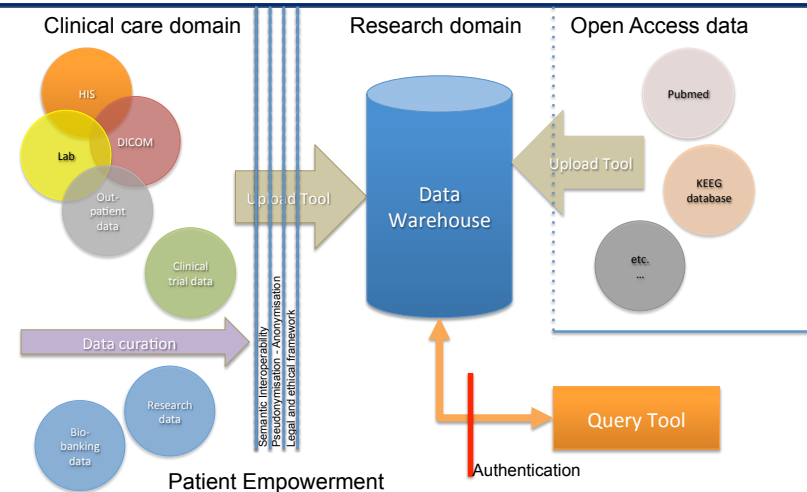 Clinical care domain
Research domain
Open Access data
HIS
DICOM
Lab
Out-
patient
data
Clinical
trial data
Upload Tool
Data
Warehouse
Upload Tool
Pubmed
KEEG
database
etc.
...
Data curation
Semantic Interoperability
Pseudonymisation - Anonymisation
Legal and ethical framework
Research
data
Bio-
banking
data
Query Tool
Authentication
Patient Empowerment